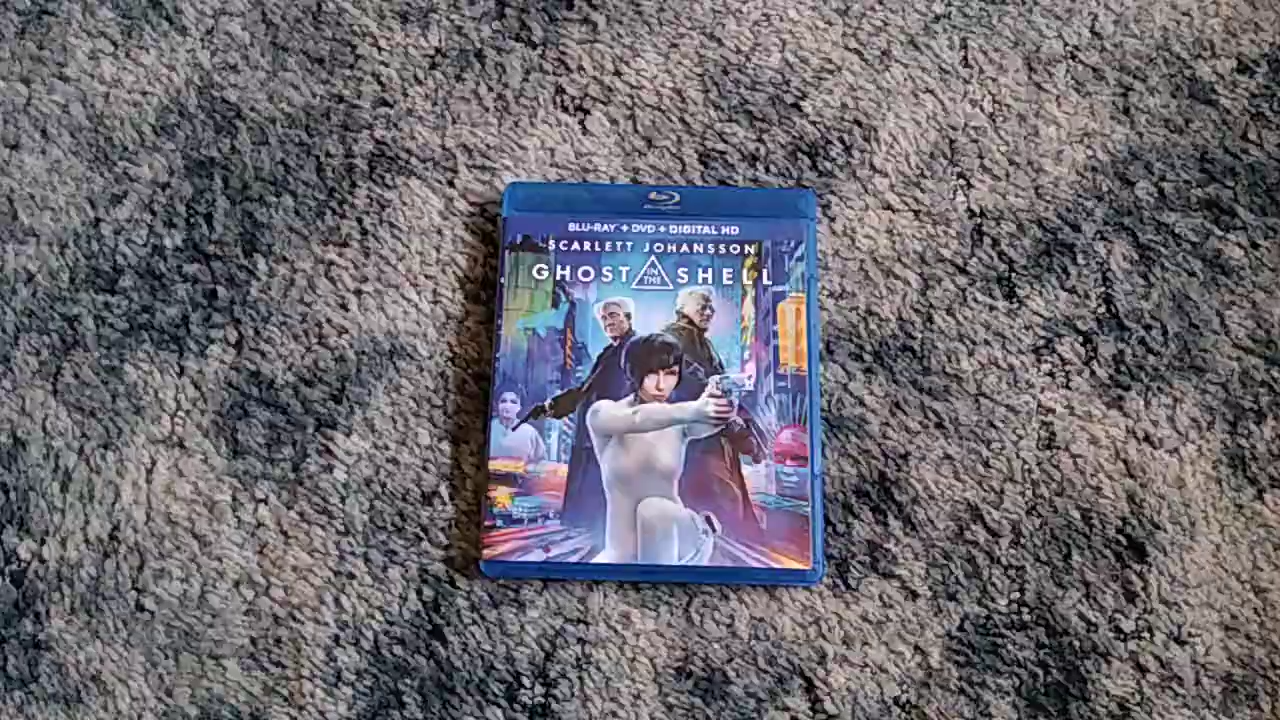 BLU-RAY + DVD + DIGITAL HD
SCARLETT JOHANSSON
GHOST IN THE SHELL